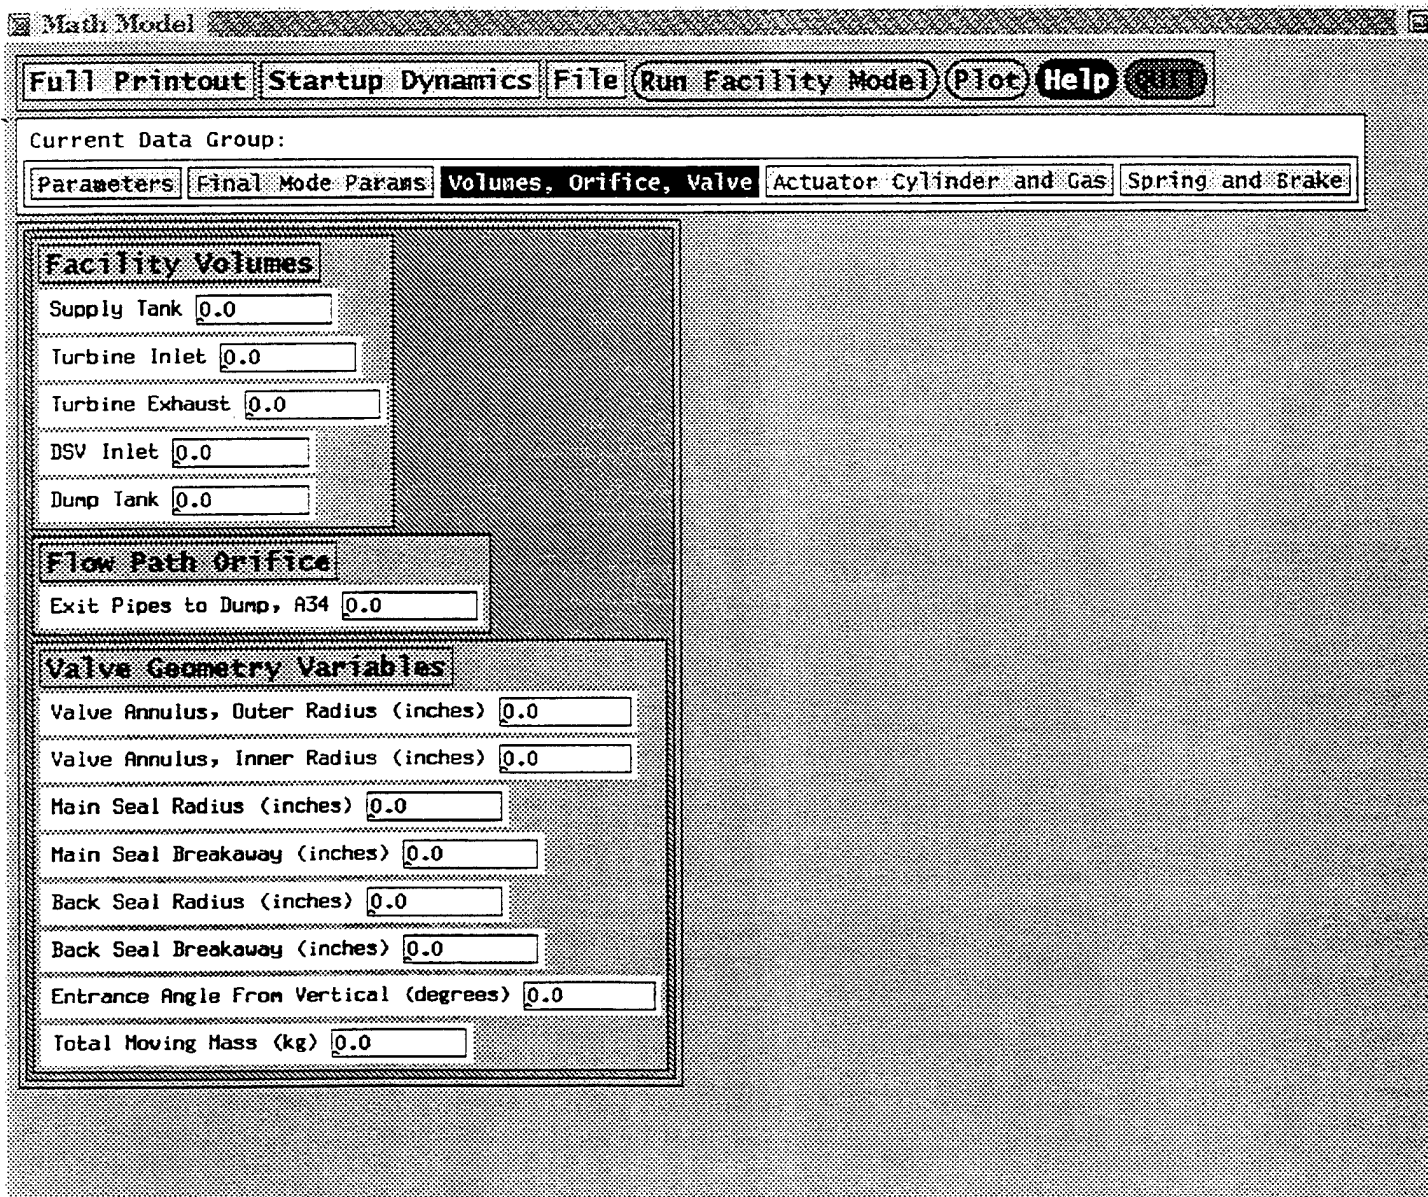 Math Model
Full Printout Startup Dynamics File Run Facility Model Plot Help QUIT
Current Data Group:
Parameters Final Mode Params Volumes, Orifice, Valve Actuator Cylinder and Gas Spring and Brake
Facility Volumes
Supply Tank 0.0
Turbine Inlet 0.0
Turbine Exhaust 0.0
DSV Inlet 0.0
Dump Tank 0.0
Flow Path Orifice
Exit Pipes to Dump, A34 0.0
Valve Geometry Variables
Valve Annulus, Outer Radius (inches) 0.0
Valve Annulus, Inner Radius (inches) 0.0
Main Seal Radius (inches) 0.0
Main Seal Breakaway (inches) 0.0
Back Seal Radius (inches) 0.0
Back Seal Breakaway (inches) 0.0
Entrance Angle From Vertical (degrees) 0.0
Total Moving Mass (kg) 0.0